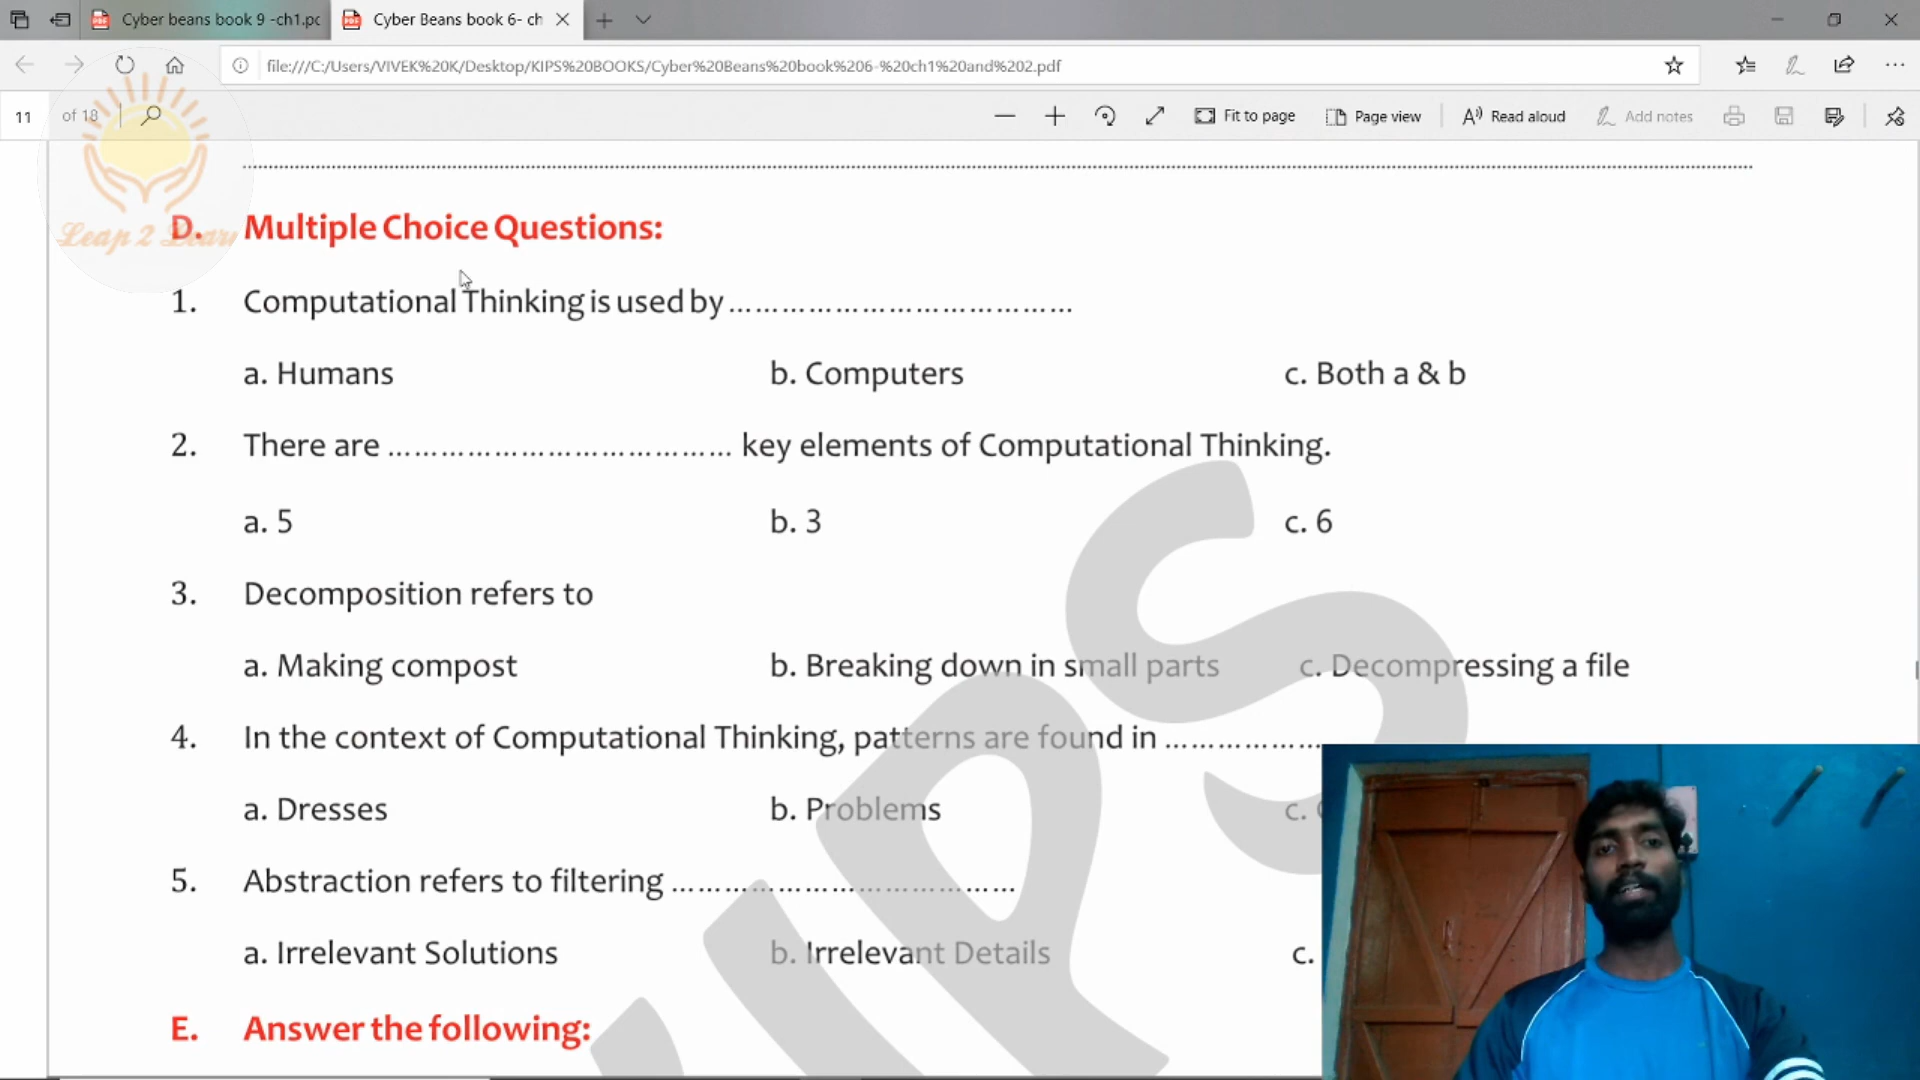 Cyber beans book 9 -ch1.pc
Cyber Beans book 6- ch
file:///C:/Users/VIVEK%20K/Desktop/KIPS%20BOOKS/Cyber%20Beans%20book%206-%20ch1%20and%202.pdf
11 of 18
Fit to page
Page view
Read aloud
Add notes
Leap 2 Learn
D. Multiple Choice Questions:
1. Computational Thinking is used by ....................................
a. Humans b. Computers c. Both a & b
2. There are .................................... key elements of Computational Thinking.
a. 5 b. 3 c. 6
3. Decomposition refers to
a. Making compost b. Breaking down in small parts c. Decompressing a file
4. In the context of Computational Thinking, patterns are found in ................
a. Dresses b. Problems c.
5. Abstraction refers to filtering ....................................
a. Irrelevant Solutions b. Irrelevant Details c.
E. Answer the following:
KIPS